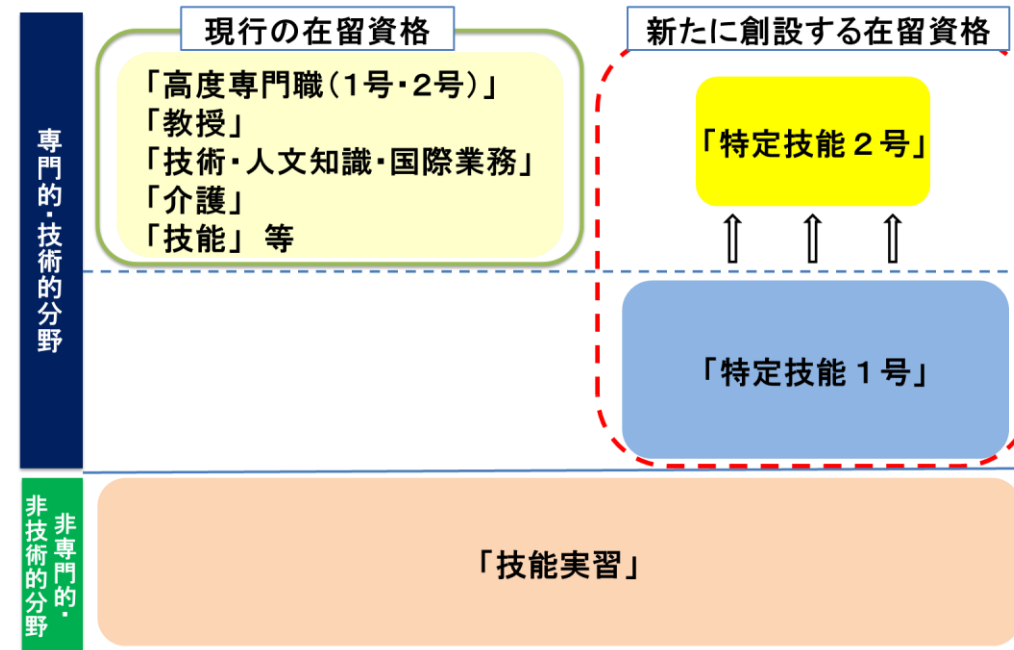 現行の在留資格
新たに創設する在留資格
専門的・技術的分野
「高度専門職（１号・２号）」
「教授」
「技術・人文知識・国際業務」
「介護」
「技能」 等
「特定技能２号」
「特定技能１号」
非専門的・
非技術的分野
「技能実習」